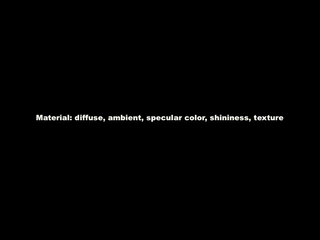 Material: diffuse, ambient, specular color, shininess, texture